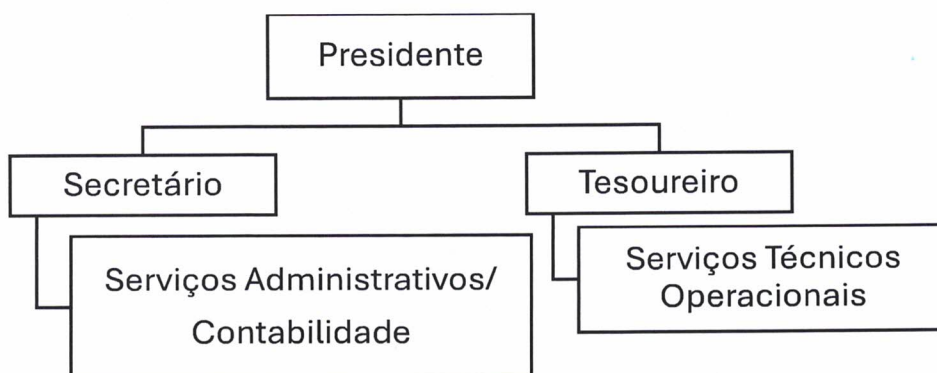 Presidente
Secretário
Tesoureiro
Serviços Administrativos/
Contabilidade
Serviços Técnicos
Operacionais